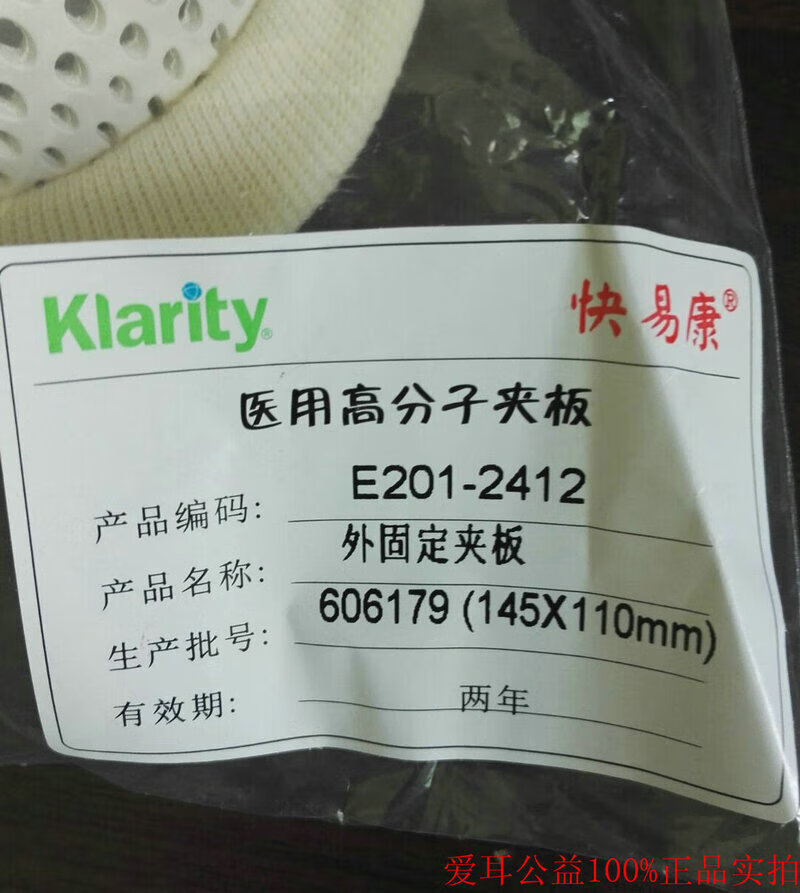 Klarity® 快易康®
医用高分子夹板
产品编码: E201-2412
产品名称: 外固定夹板
生产批号: 606179 (145X110mm)
有效期: 两年
爱耳公益100%正品实拍